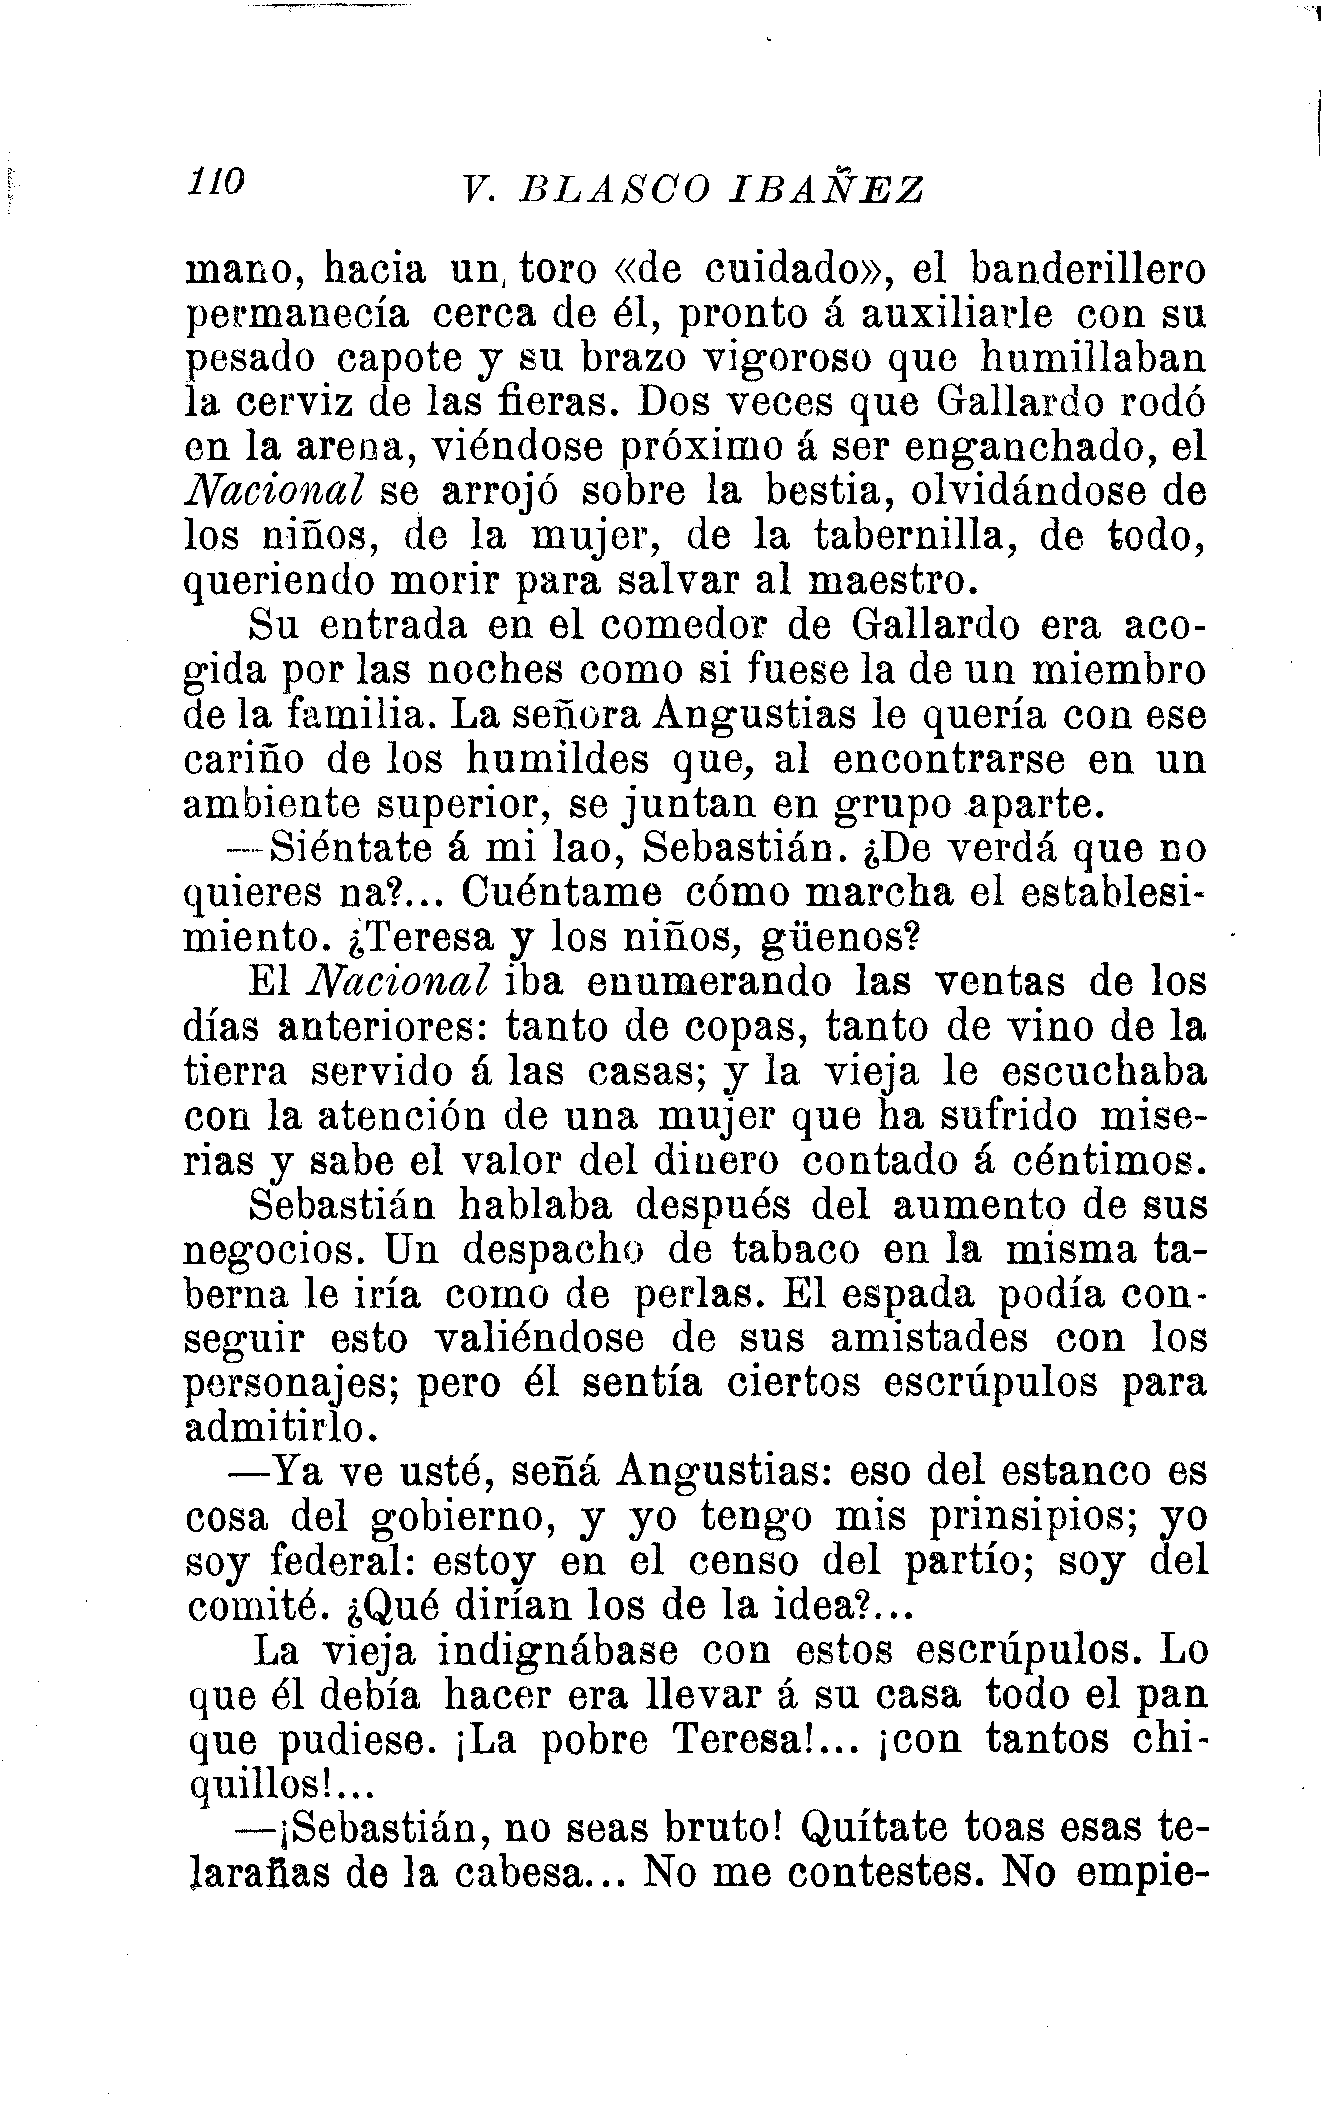 110
V. BLASCO IBAÑEZ
mano, hacia un toro «de cuidado», el banderillero
permanecía cerca de él, pronto á auxiliarle con su
pesado capote y su brazo vigoroso que humillaban
la cerviz de las fieras. Dos veces que Gallardo rodó
en la arena, viéndose próximo á ser enganchado, el
Nacional se arrojó sobre la bestia, olvidándose de
los niños, de la mujer, de la tabernilla, de todo,
queriendo morir para salvar al maestro.
Su entrada en el comedor de Gallardo era aco-
gida por las noches como si fuese la de un miembro
de la familia. La señora Angustias le quería con ese
cariño de los humildes que, al encontrarse en un
ambiente superior, se juntan en grupo aparte.
—Siéntate á mi lao, Sebastián. ¿De verdá que no
quieres na?... Cuéntame cómo marcha el establesi-
miento. ¿Teresa y los niños, güenos?
El Nacional iba enumerando las ventas de los
días anteriores: tanto de copas, tanto de vino de la
tierra servido á las casas; y la vieja le escuchaba
con la atención de una mujer que ha sufrido mise-
rias y sabe el valor del dinero contado á céntimos.
Sebastián hablaba después del aumento de sus
negocios. Un despacho de tabaco en la misma ta-
berna le iría como de perlas. El espada podía con-
seguir esto valiéndose de sus amistades con los
personajes; pero él sentía ciertos escrúpulos para
admitirlo.
—Ya ve usté, señá Angustias: eso del estanco es
cosa del gobierno, y yo tengo mis prinsipios; yo
soy federal: estoy en el censo del partío; soy del
comité. ¿Qué dirían los de la idea?...
La vieja indignábase con estos escrúpulos. Lo
que él debía hacer era llevar á su casa todo el pan
que pudiese. ¡La pobre Teresa!... ¡con tantos chi-
quillos!...
—¡Sebastián, no seas bruto! Quítate toas esas te-
larañas de la cabesa... No me contestes. No empie-